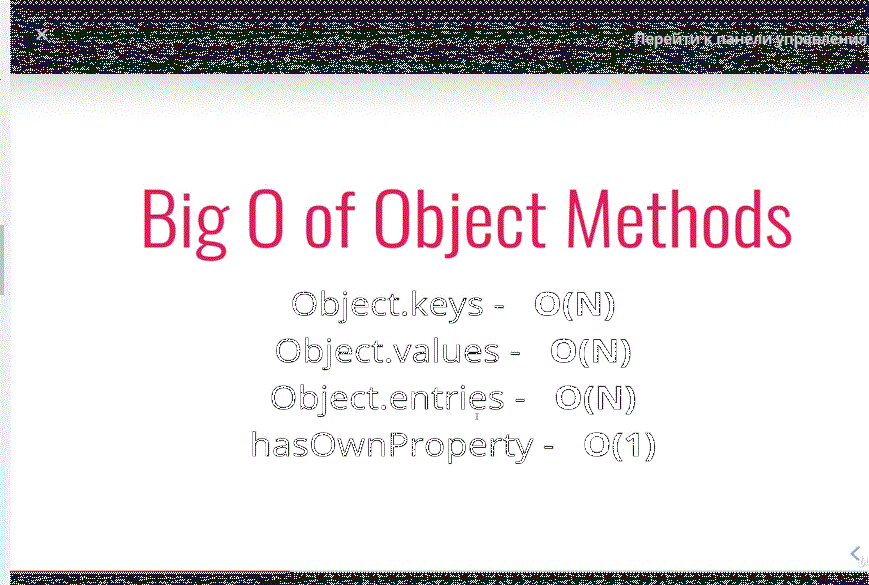 Перейти к панели управления
Big O of Object Methods
Object.keys - O(N)
Object.values - O(N)
Object.entries - O(N)
hasOwnProperty - O(1)